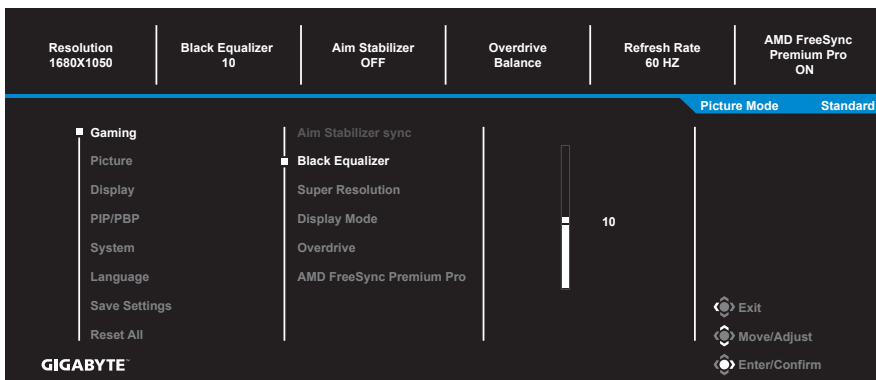 Resolution
1680X1050
Black Equalizer
10
Aim Stabilizer
OFF
Overdrive
Balance
Refresh Rate
60 HZ
AMD FreeSync
Premium Pro
ON
Picture Mode Standard
Gaming
Picture
Display
PIP/PBP
System
Language
Save Settings
Reset All
Aim Stabilizer sync
Black Equalizer
Super Resolution
Display Mode
Overdrive
AMD FreeSync Premium Pro
10
Exit
Move/Adjust
Enter/Confirm
GIGABYTE™